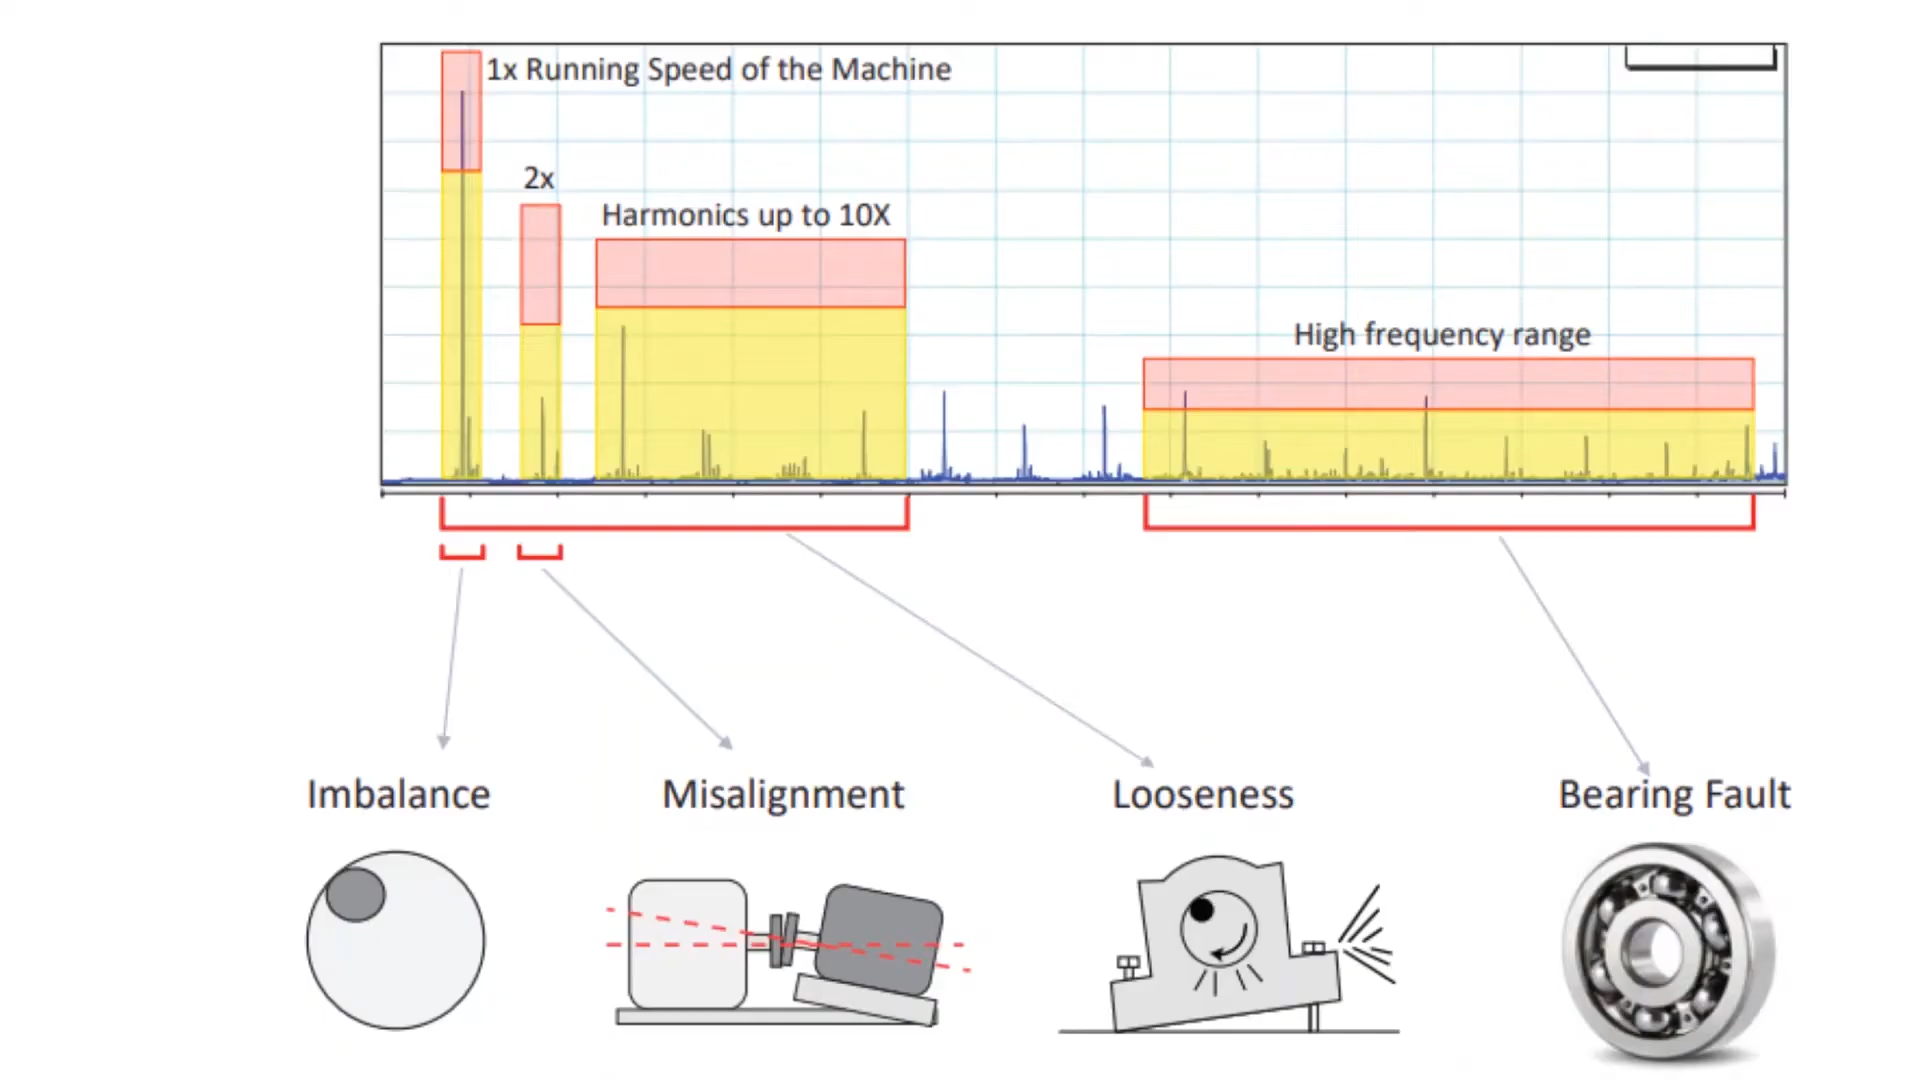 1x Running Speed of the Machine
2x
Harmonics up to 10X
High frequency range
Imbalance
Misalignment
Looseness
Bearing Fault